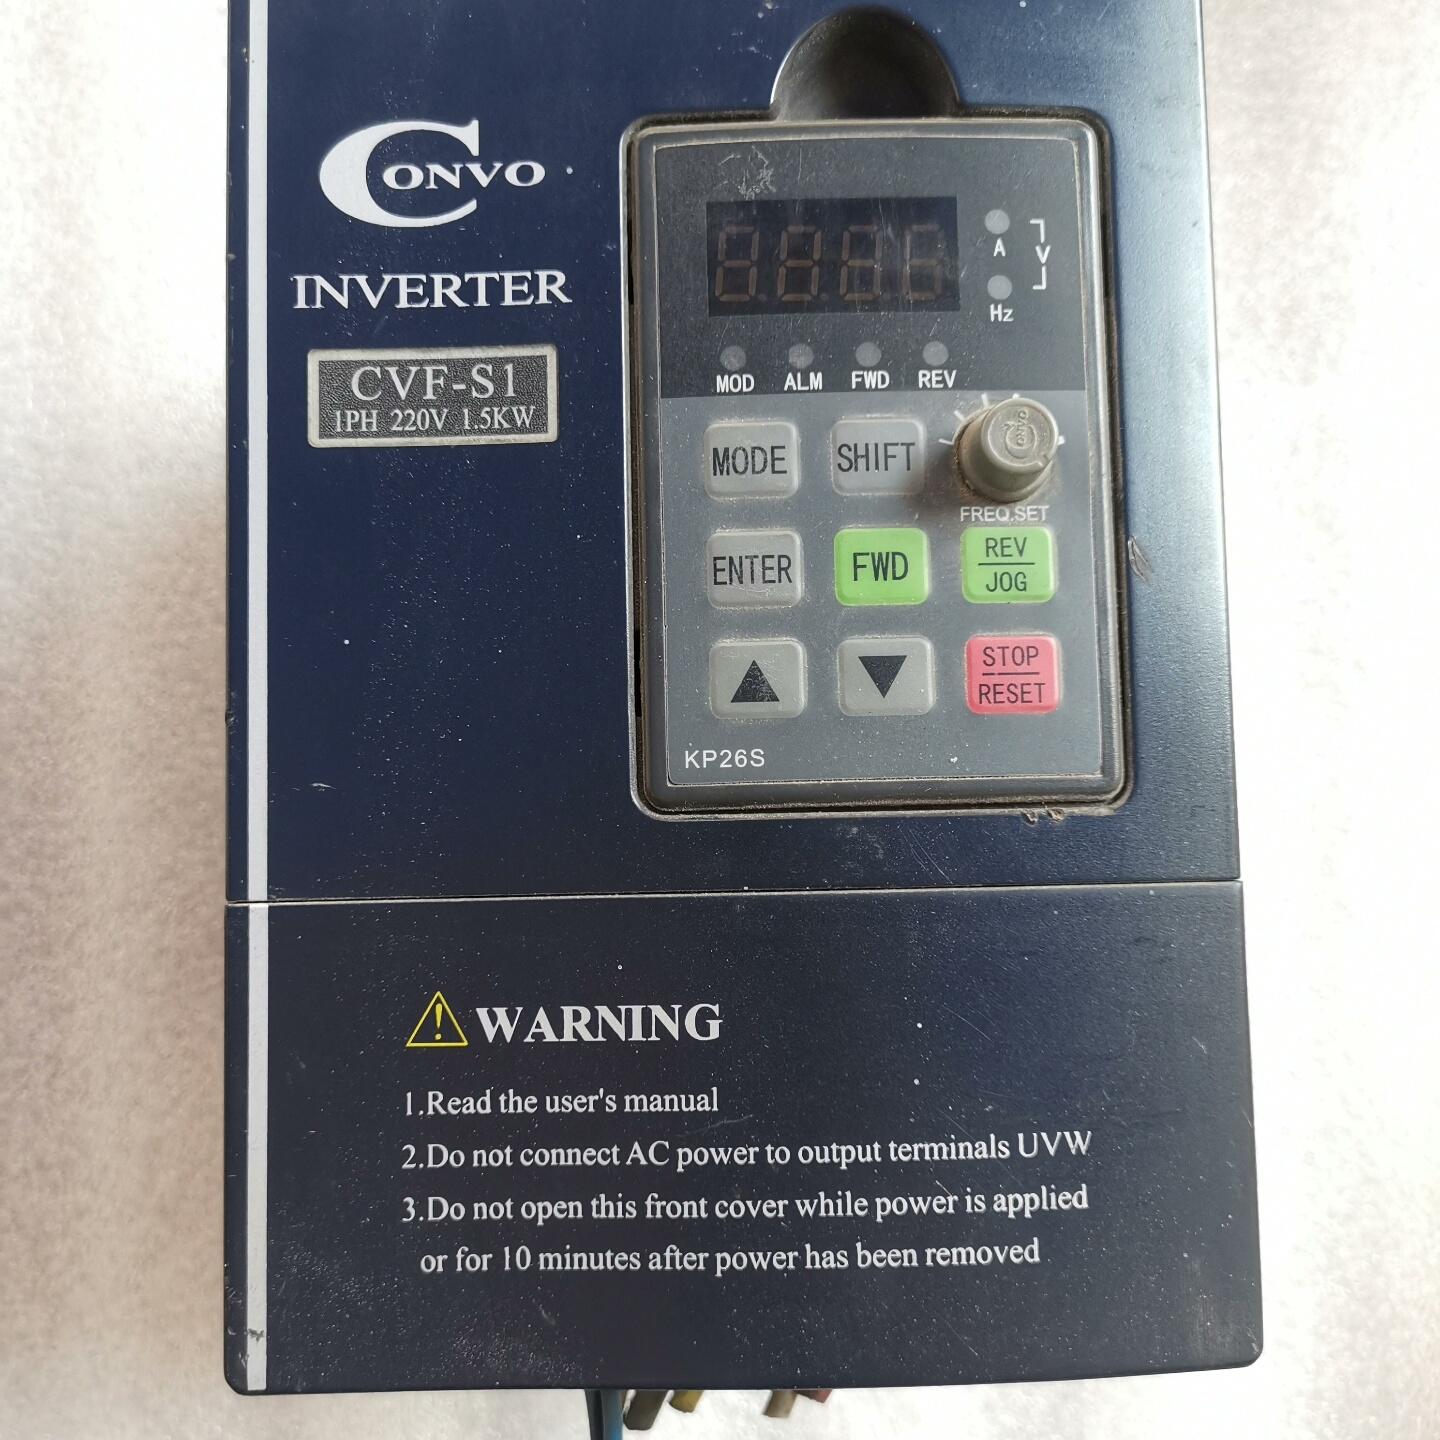 CONVO
INVERTER
CVF-S1
1PH 220V 1.5KW
A
V
Hz
MOD ALM FWD REV
MODE SHIFT
FREQ.SET
ENTER FWD REV
JOG
STOP
RESET
KP26S
WARNING
1.Read the user's manual
2.Do not connect AC power to output terminals UVW
3.Do not open this front cover while power is applied
or for 10 minutes after power has been removed